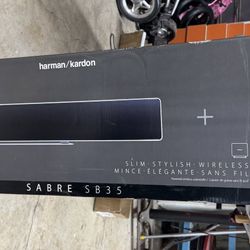 harman/kardon
+
SLIM·STYLISH·WIRELESS
MINCE·ÉLÉGANTE·SANS FIL
SABRE SB35